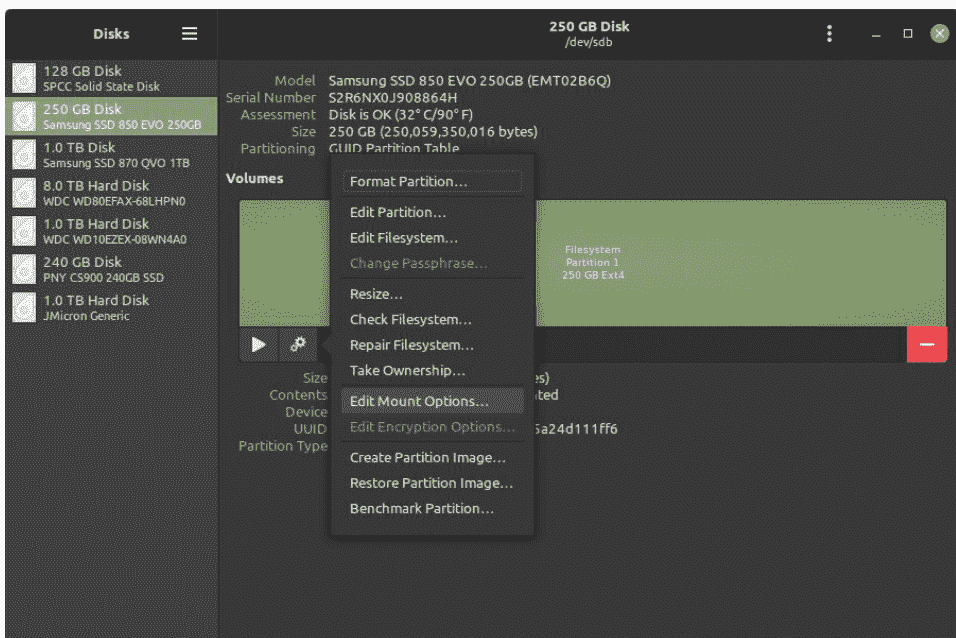 Disks
250 GB Disk
/dev/sdb
128 GB Disk
SPCC Solid State Disk
250 GB Disk
Samsung SSD 850 EVO 250GB
1.0 TB Disk
Samsung SSD 870 QVO 1TB
8.0 TB Hard Disk
WDC WD80EFAX-68LHPN0
1.0 TB Hard Disk
WDC WD10EZEX-08WN4A0
240 GB Disk
PNY CS900 240GB SSD
1.0 TB Hard Disk
JMicron Generic
Model Samsung SSD 850 EVO 250GB (EMT02B6Q)
Serial Number S2R6NX0J908864H
Assessment Disk is OK (32° C/90° F)
Size 250 GB (250,059,350,016 bytes)
Partitioning GUID Partition Table
Volumes
Filesystem
Partition 1
250 GB Ext4
Format Partition...
Edit Partition...
Edit Filesystem...
Change Passphrase...
Resize...
Check Filesystem...
Repair Filesystem...
Take Ownership...
Edit Mount Options...
Edit Encryption Options...
Create Partition Image...
Restore Partition Image...
Benchmark Partition...
Size
Contents
Device
UUID 5a24d111ff6
Partition Type